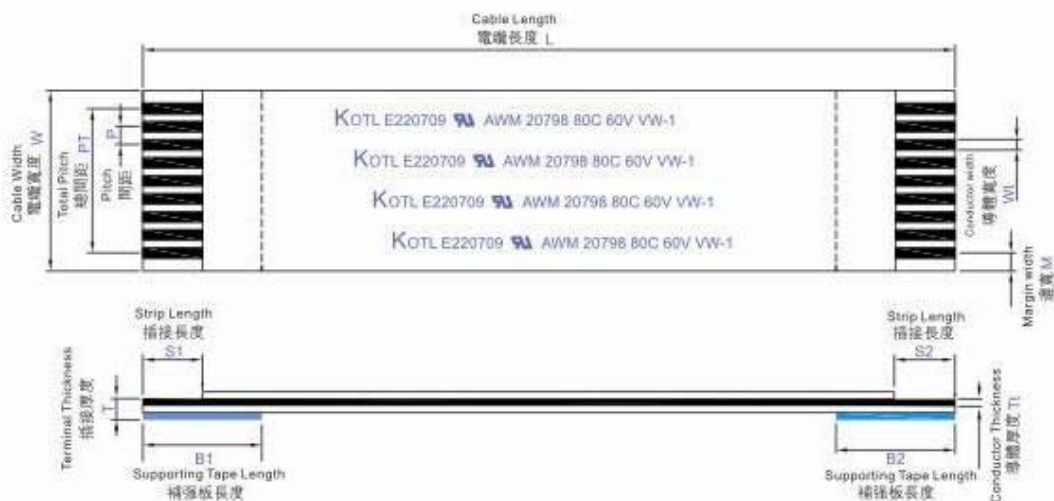 Cable Length
電纜長度 L
Cable Width
電纜寬度 W
Total Pitch
總間距 PT
Pitch
間距
P
KOTL E220709 AWM 20798 80C 60V VW-1
KOTL E220709 AWM 20798 80C 60V VW-1
KOTL E220709 AWM 20798 80C 60V VW-1
KOTL E220709 AWM 20798 80C 60V VW-1
Conductor width
導體寬度
Wt
Margin width
邊寬 M
Strip Length
插接長度
S1
Strip Length
插接長度
S2
Terminal Thickness
插接厚度
T
Conductor Thickness
導體厚度 Tt
B1
Supporting Tape Length
補强板長度
B2
Supporting Tape Length
補强板長度